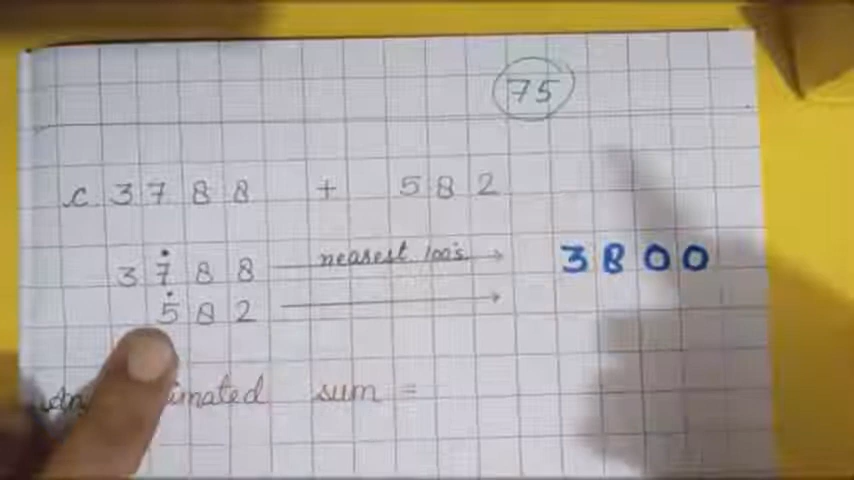 75
c. 3788 + 582
3788 nearest 100's 3800
582
sum =